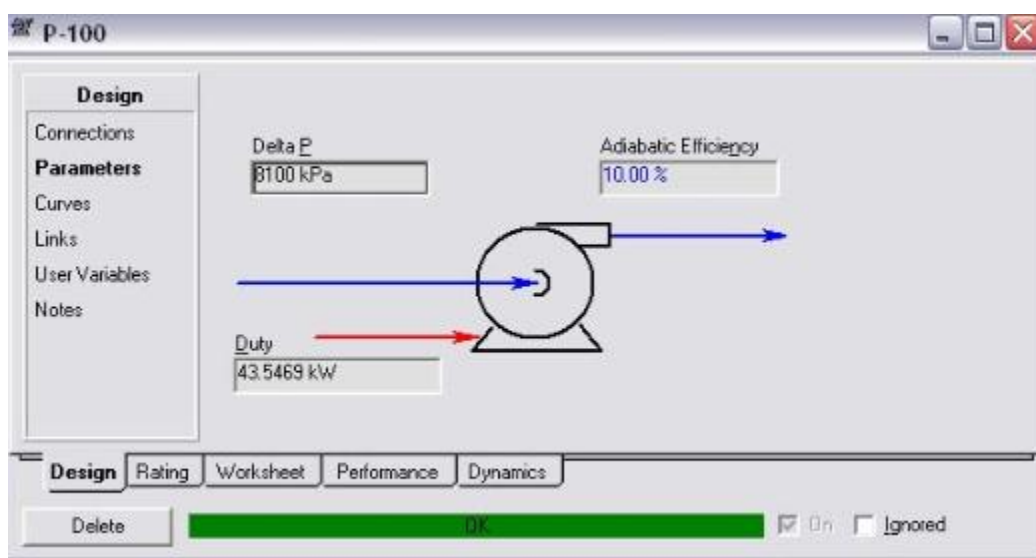 P-100
Design
Connections
Parameters
Curves
Links
User Variables
Notes
Delta P
8100 kPa
Adiabatic Efficiency
10.00 %
Duty
43.5469 kW
Design Rating Worksheet Performance Dynamics
Delete OK On Ignored